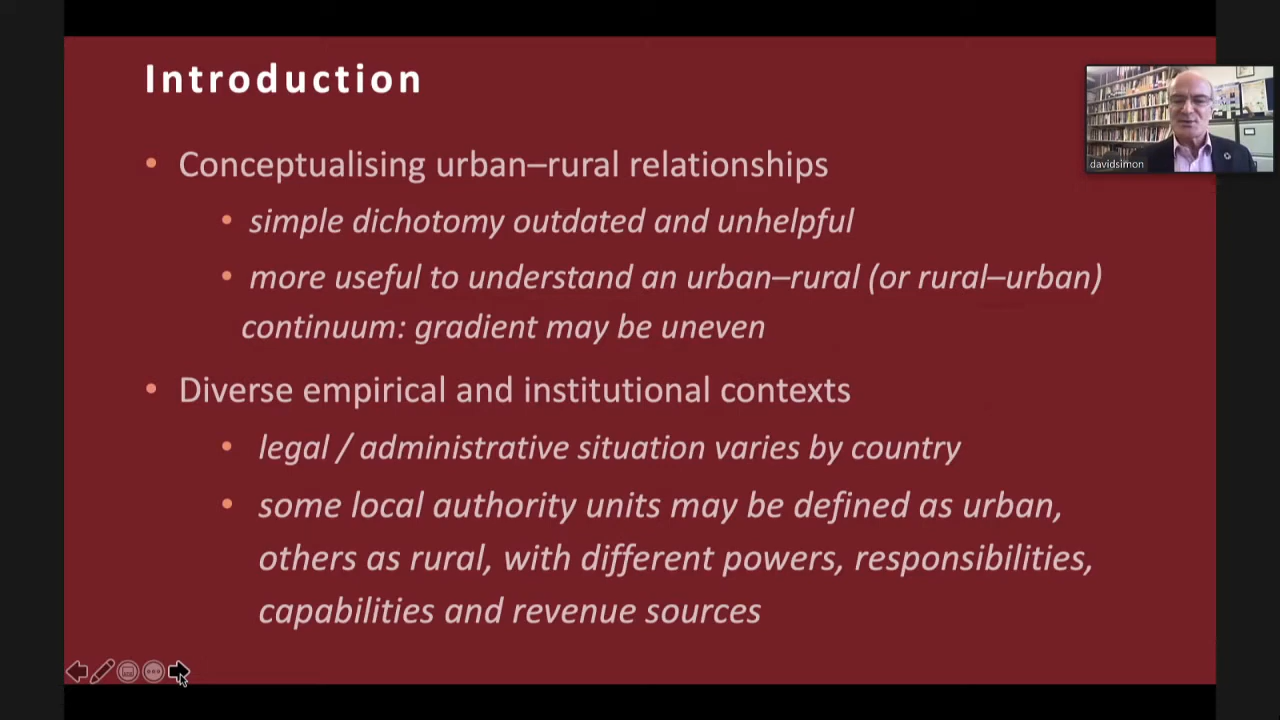 Introduction
• Conceptualising urban–rural relationships
• simple dichotomy outdated and unhelpful
• more useful to understand an urban–rural (or rural–urban)
continuum: gradient may be uneven
• Diverse empirical and institutional contexts
• legal / administrative situation varies by country
• some local authority units may be defined as urban,
others as rural, with different powers, responsibilities,
capabilities and revenue sources
davidsimon